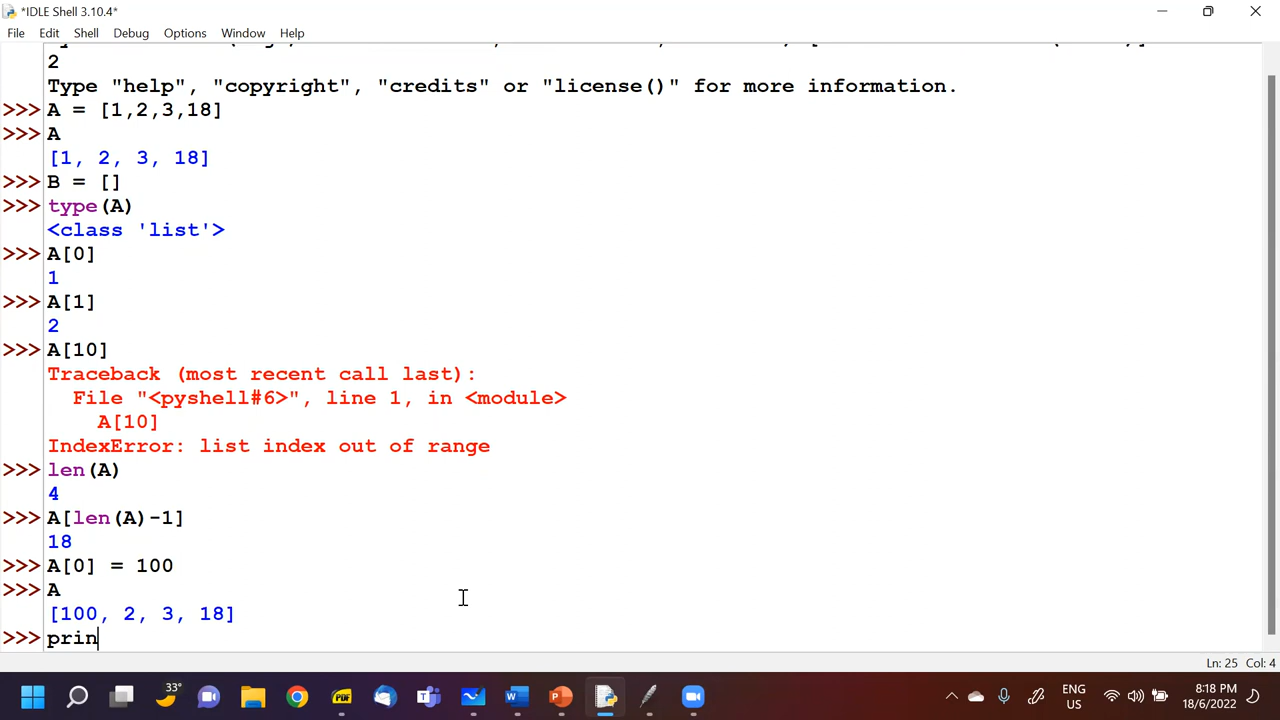 *IDLE Shell 3.10.4*
File Edit Shell Debug Options Window Help
2
Type "help", "copyright", "credits" or "license()" for more information.
>>> A = [1,2,3,18]
>>> A
[1, 2, 3, 18]
>>> B = []
>>> type(A)
<class 'list'>
>>> A[0]
1
>>> A[1]
2
>>> A[10]
Traceback (most recent call last):
File "<pyshell#6>", line 1, in <module>
A[10]
IndexError: list index out of range
>>> len(A)
4
>>> A[len(A)-1]
18
>>> A[0] = 100
>>> A
[100, 2, 3, 18]
>>> prin
Ln: 25 Col: 4
33°
PDF
ENG
US
8:18 PM
18/6/2022